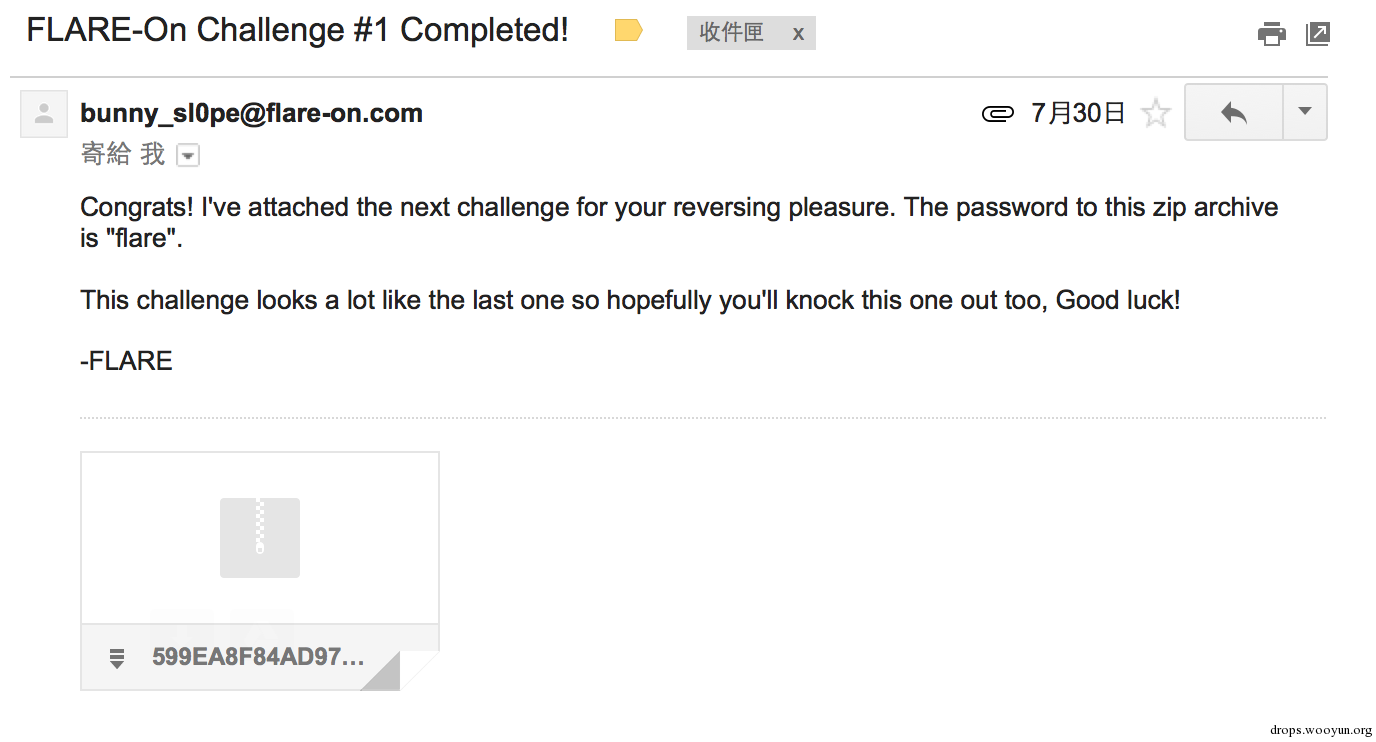 FLARE-On Challenge #1 Completed!
收件匣 x
bunny_sl0pe@flare-on.com
7月30日
寄給 我
Congrats! I've attached the next challenge for your reversing pleasure. The password to this zip archive
is "flare".
This challenge looks a lot like the last one so hopefully you'll knock this one out too, Good luck!
-FLARE
599EA8F84AD97...
drops.wooyun.org